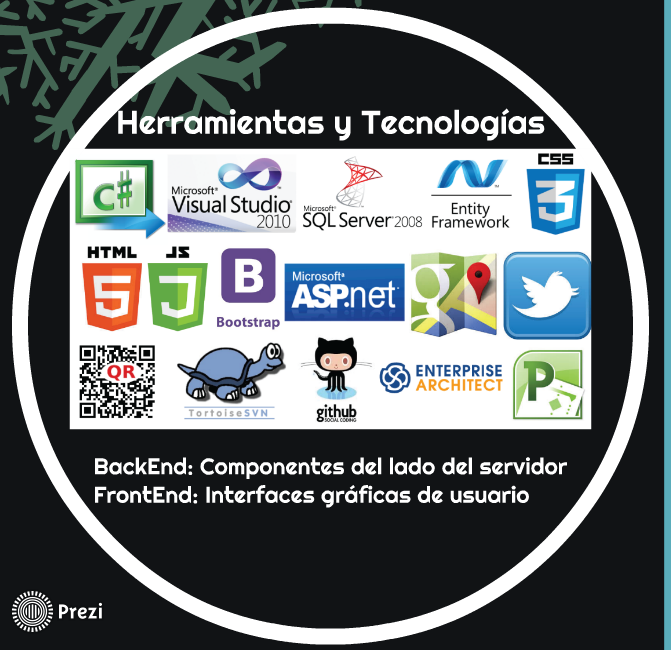 Herramientas y Tecnologías
C#
Microsoft®
Visual Studio®
2010
Microsoft®
SQL Server® 2008
Entity
Framework
CSS
3
HTML
5
JS
B
Bootstrap
Microsoft®
ASP.net
g
QR
TortoiseSVN
github
SOCIAL CODING
ENTERPRISE
ARCHITECT
P
BackEnd: Componentes del lado del servidor
FrontEnd: Interfaces gráficas de usuario
Prezi